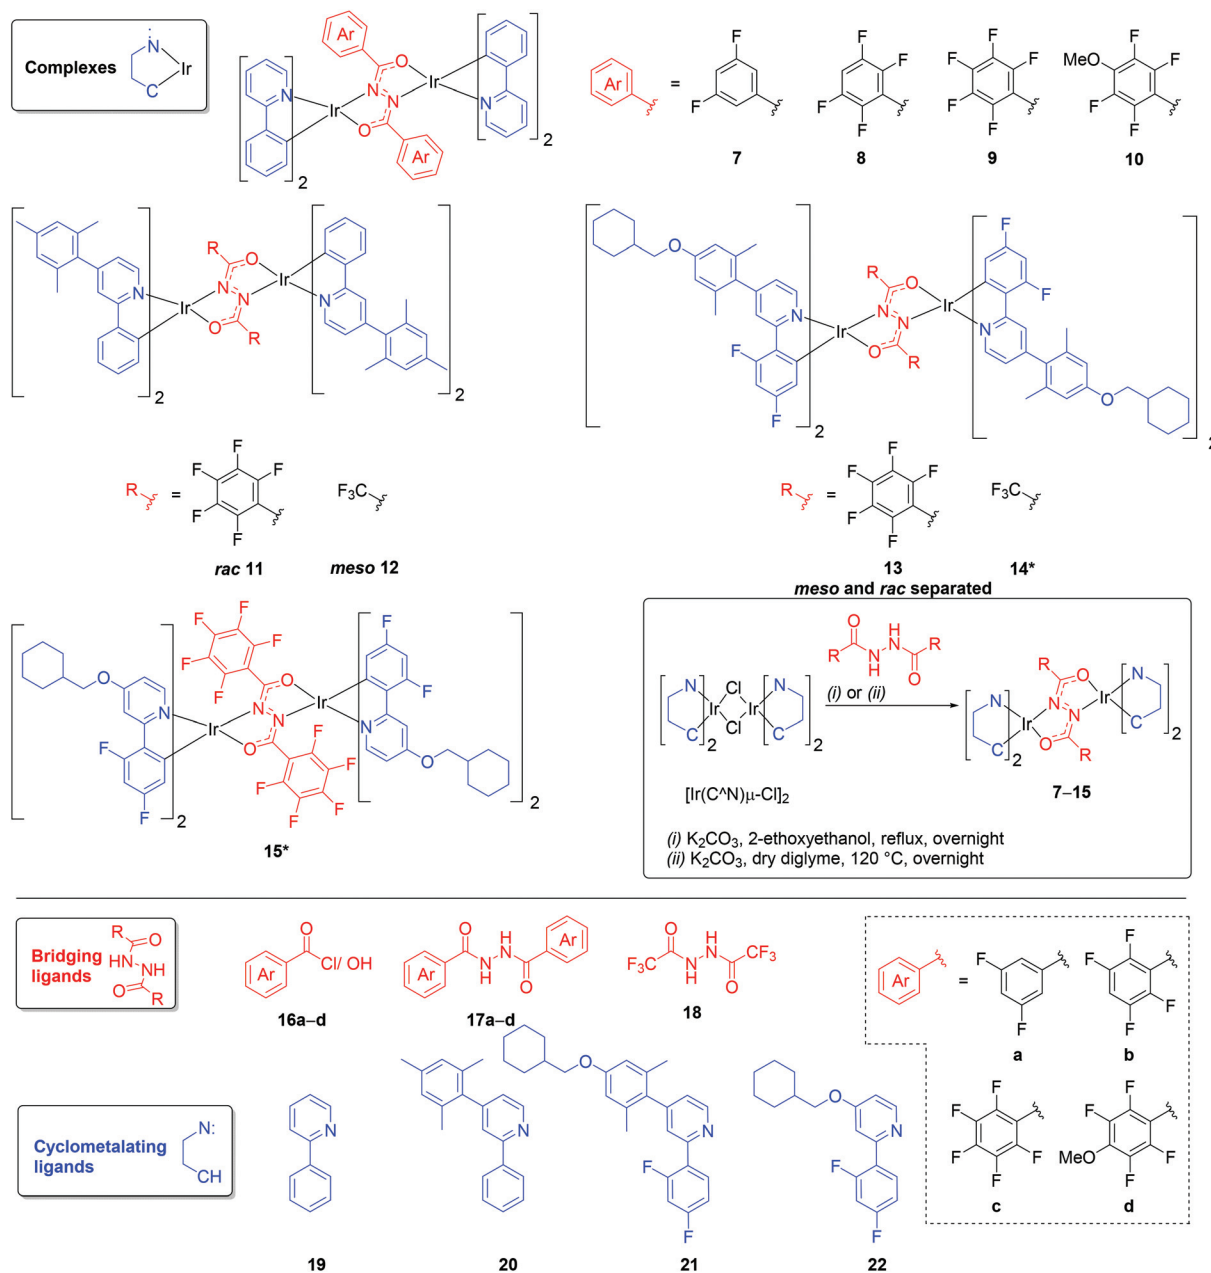 Complexes
N:
Ir
C
Ar
O
Ir
N
N
N
N
Ir
O
Ar
2
2
Ar
=
F
F
7
F
F
F
F
8
F
F
F
F
F
9
F
MeO
F
F
F
10
R
O
Ir
N
N
N
N
Ir
O
R
2
2
O
F
F
R
O
Ir
N
N
N
N
Ir
O
R
F
F
O
2
2
R
=
F
F
F
F
F
F₃C
rac 11
meso 12
R
=
F
F
F
F
F
F₃C
13
14*
meso and rac separated
F
F
F
F
F
F
F
O
O
Ir
N
N
N
N
Ir
O
F
F
F
F
F
F
F
O
2
2
15*
R
O
N
H
H
N
O
R
(i) or (ii)
N
C
Ir
2
Cl
Cl
Ir
N
C
2
[Ir(C^N)μ-Cl]₂
N
C
Ir
2
R
O
N
N
O
R
Ir
N
C
2
7–15
(i) K₂CO₃, 2-ethoxyethanol, reflux, overnight
(ii) K₂CO₃, dry diglyme, 120 °C, overnight
Bridging
ligands
R
O
HN
NH
O
R
O
Ar
Cl/ OH
16a–d
O
Ar
N
H
H
N
O
Ar
17a–d
O
F₃C
N
H
H
N
O
CF₃
18
Ar
=
F
F
a
F
F
F
F
b
F
F
F
F
F
c
F
F
MeO
F
F
d
Cyclometalating
ligands
N:
CH
N
19
N
20
O
N
F
F
21
O
N
F
F
22